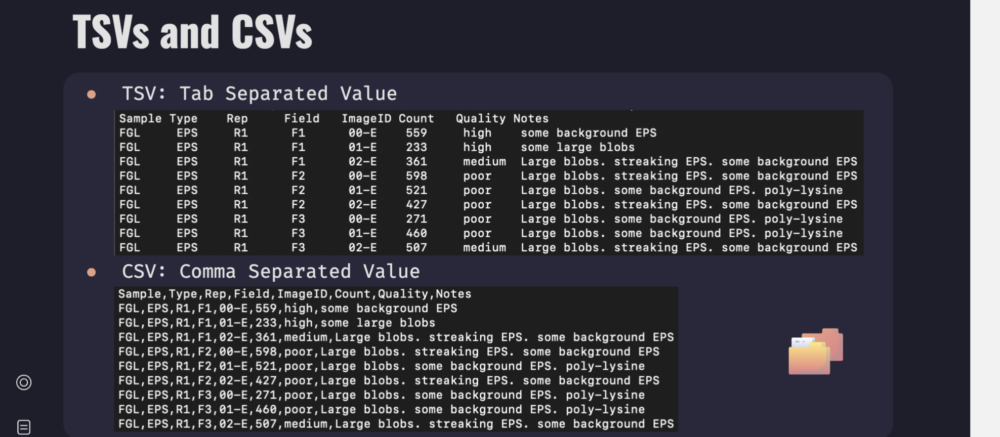 TSVs and CSVs
TSV: Tab Separated Value
Sample Type Rep Field ImageID Count Quality Notes
FGL EPS R1 F1 00-E 559 high some background EPS
FGL EPS R1 F1 01-E 233 high some large blobs
FGL EPS R1 F1 02-E 361 medium Large blobs. streaking EPS. some background EPS
FGL EPS R1 F2 00-E 598 poor Large blobs. streaking EPS. some background EPS
FGL EPS R1 F2 01-E 521 poor Large blobs. some background EPS. poly-lysine
FGL EPS R1 F2 02-E 427 poor Large blobs. streaking EPS. some background EPS
FGL EPS R1 F3 00-E 271 poor Large blobs. some background EPS. poly-lysine
FGL EPS R1 F3 01-E 460 poor Large blobs. some background EPS. poly-lysine
FGL EPS R1 F3 02-E 507 medium Large blobs. streaking EPS. some background EPS
CSV: Comma Separated Value
Sample,Type,Rep,Field,ImageID,Count,Quality,Notes
FGL,EPS,R1,F1,00-E,559,high,some background EPS
FGL,EPS,R1,F1,01-E,233,high,some large blobs
FGL,EPS,R1,F1,02-E,361,medium,Large blobs. streaking EPS. some background EPS
FGL,EPS,R1,F2,00-E,598,poor,Large blobs. streaking EPS. some background EPS
FGL,EPS,R1,F2,01-E,521,poor,Large blobs. some background EPS. poly-lysine
FGL,EPS,R1,F2,02-E,427,poor,Large blobs. streaking EPS. some background EPS
FGL,EPS,R1,F3,00-E,271,poor,Large blobs. some background EPS. poly-lysine
FGL,EPS,R1,F3,01-E,460,poor,Large blobs. some background EPS. poly-lysine
FGL,EPS,R1,F3,02-E,507,medium,Large blobs. streaking EPS. some background EPS